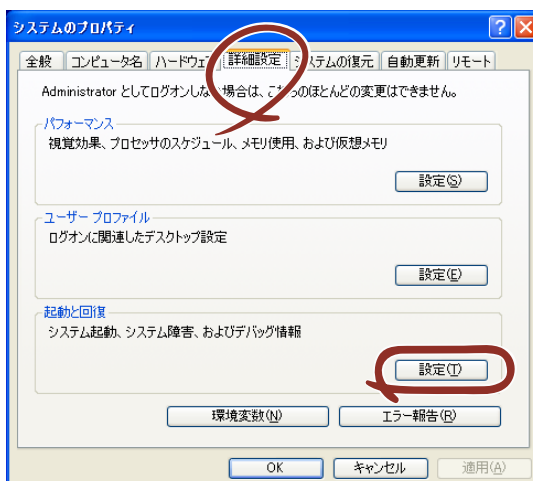 システムのプロパティ
全般 コンピュータ名 ハードウェア 詳細設定 システムの復元 自動更新 リモート
Administrator としてログオンしない場合は、これらのほとんどの変更はできません。
パフォーマンス
視覚効果、プロセッサのスケジュール、メモリ使用、および仮想メモリ
設定(S)
ユーザー プロファイル
ログオンに関連したデスクトップ設定
設定(E)
起動と回復
システム起動、システム障害、およびデバッグ情報
設定(T)
環境変数(N) エラー報告(R)
OK キャンセル 適用(A)